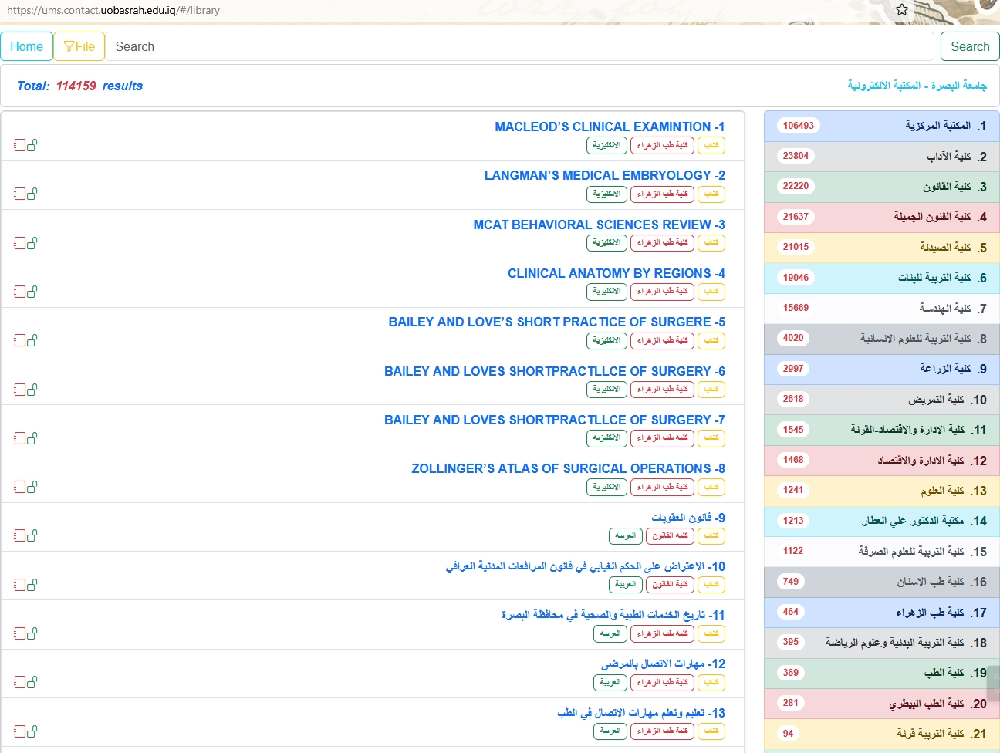 https://ums.contact.uobasrah.edu.iq/#/library
Home File Search Search
Total: 114159 results
جامعة البصرة - المكتبة الالكترونية
MACLEOD'S CLINICAL EXAMINTION -1
كتاب كلية طب الزهراء الانكليزية
LANGMAN'S MEDICAL EMBRYOLOGY -2
كتاب كلية طب الزهراء الانكليزية
MCAT BEHAVIORAL SCIENCES REVIEW -3
كتاب كلية طب الزهراء الانكليزية
CLINICAL ANATOMY BY REGIONS -4
كتاب كلية طب الزهراء الانكليزية
BAILEY AND LOVE'S SHORT PRACTICE OF SURGERE -5
كتاب كلية طب الزهراء الانكليزية
BAILEY AND LOVES SHORTPRACTLLCE OF SURGERY -6
كتاب كلية طب الزهراء الانكليزية
BAILEY AND LOVES SHORTPRACTLLCE OF SURGERY -7
كتاب كلية طب الزهراء الانكليزية
ZOLLINGER'S ATLAS OF SURGICAL OPERATIONS -8
كتاب كلية طب الزهراء الانكليزية
9- قانون العقوبات
كتاب كلية القانون العربية
10- الاعتراض على الحكم الغيابي في قانون المرافعات المدنية العراقي
كتاب كلية القانون العربية
11- تاريخ الخدمات الطبية والصحية في محافظة البصرة
كتاب كلية طب الزهراء العربية
12- مهارات الاتصال بالمرضى
كتاب كلية طب الزهراء العربية
13- تعليم وتعلم مهارات الاتصال في الطب
كتاب كلية طب الزهراء العربية
1. المكتبة المركزية 106493
2. كلية الآداب 23804
3. كلية القانون 22220
4. كلية الفنون الجميلة 21637
5. كلية الصيدلة 21015
6. كلية التربية للبنات 19046
7. كلية الهندسة 15669
8. كلية التربية للعلوم الانسانية 4020
9. كلية الزراعة 2997
10. كلية التمريض 2618
11. كلية الادارة والاقتصاد-القرنة 1545
12. كلية الادارة والاقتصاد 1468
13. كلية العلوم 1241
14. مكتبة الدكتور علي العطار 1213
15. كلية التربية للعلوم الصرفة 1122
16. كلية طب الاسنان 749
17. كلية طب الزهراء 464
18. كلية التربية البدنية وعلوم الرياضة 395
19. كلية الطب 369
20. كلية الطب البيطري 281
21. كلية التربية قرنة 94